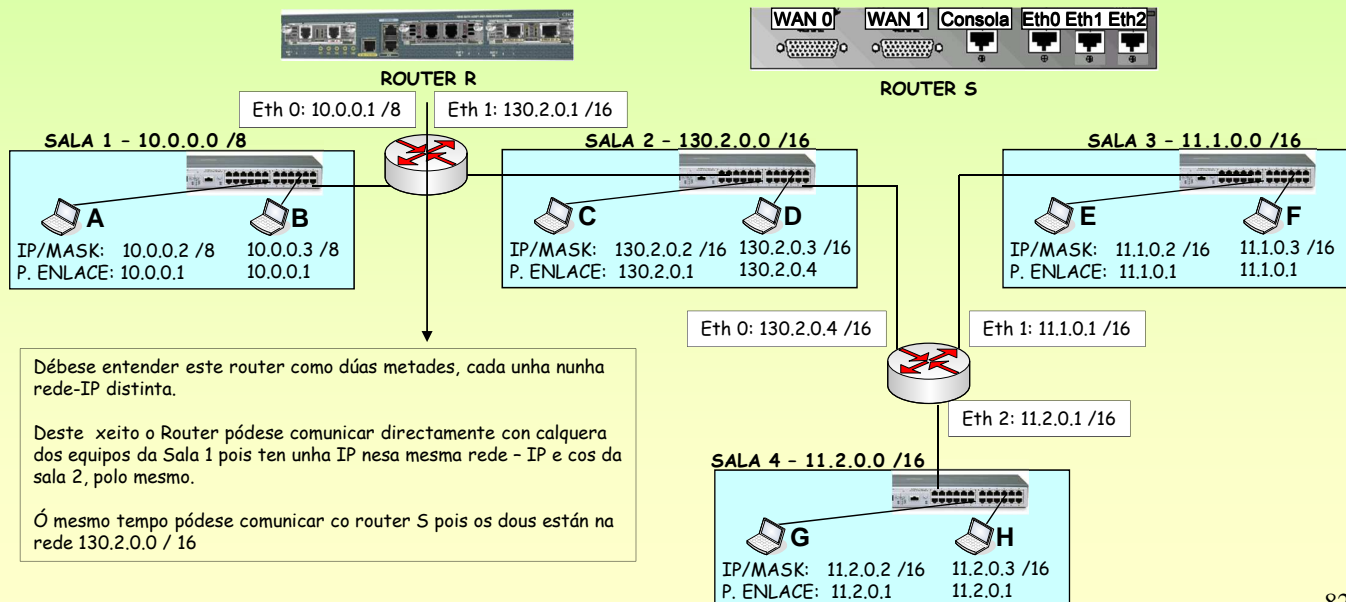 WAN 0 WAN 1 Consola Eth0 Eth1 Eth2
ROUTER R
ROUTER S
Eth 0: 10.0.0.1 /8
Eth 1: 130.2.0.1 /16
SALA 1 – 10.0.0.0 /8
A
B
IP/MASK: 10.0.0.2 /8 10.0.0.3 /8
P. ENLACE: 10.0.0.1 10.0.0.1
SALA 2 – 130.2.0.0 /16
C
D
IP/MASK: 130.2.0.2 /16 130.2.0.3 /16
P. ENLACE: 130.2.0.1 130.2.0.4
SALA 3 – 11.1.0.0 /16
E
F
IP/MASK: 11.1.0.2 /16 11.1.0.3 /16
P. ENLACE: 11.1.0.1 11.1.0.1
Eth 0: 130.2.0.4 /16
Eth 1: 11.1.0.1 /16
Eth 2: 11.2.0.1 /16
Débese entender este router como dúas metades, cada unha nunha
rede-IP distinta.
Deste xeito o Router pódese comunicar directamente con calquera
dos equipos da Sala 1 pois ten unha IP nesa mesma rede – IP e cos da
sala 2, polo mesmo.
Ó mesmo tempo pódese comunicar co router S pois os dous están na
rede 130.2.0.0 / 16
SALA 4 – 11.2.0.0 /16
G
H
IP/MASK: 11.2.0.2 /16 11.2.0.3 /16
P. ENLACE: 11.2.0.1 11.2.0.1